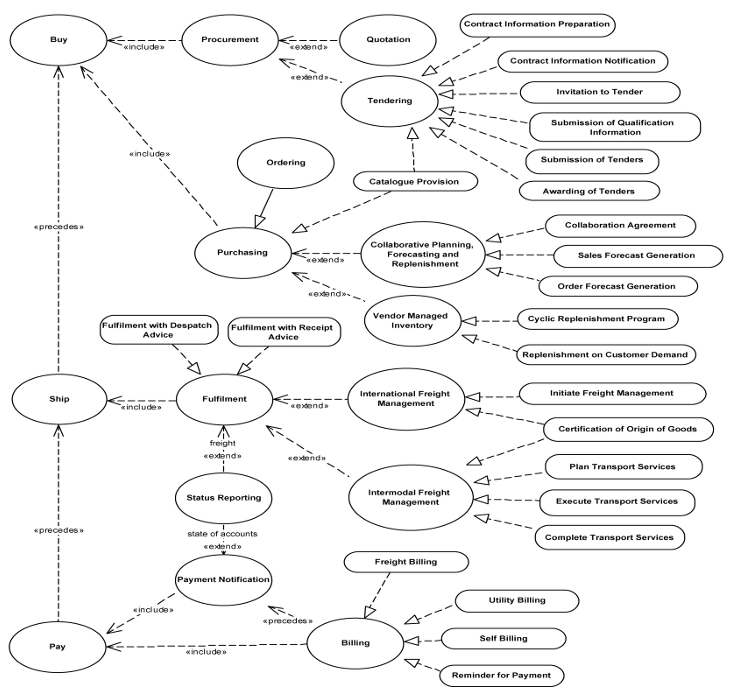 Contract Information Preparation
Buy
Procurement
Quotation
«include»
«extend»
Contract Information Notification
«extend»
Invitation to Tender
Tendering
Submission of Qualification
Information
Ordering
«include»
Submission of Tenders
Catalogue Provision
Awarding of Tenders
«precedes»
Collaboration Agreement
Purchasing
Collaborative Planning,
Forecasting and
Replenishment
«extend»
Sales Forecast Generation
Order Forecast Generation
«extend»
Vendor Managed
Inventory
Cyclic Replenishment Program
Fulfilment with Despatch
Advice
Fulfilment with Receipt
Advice
Replenishment on Customer Demand
Ship
«include»
Fulfilment
«extend»
International Freight
Management
Initiate Freight Management
Certification of Origin of Goods
freight
«extend»
«extend»
Plan Transport Services
Status Reporting
Intermodal Freight
Management
Execute Transport Services
«precedes»
state of accounts
«extend»
Complete Transport Services
Freight Billing
Payment Notification
«include»
«precedes»
Utility Billing
Pay
«include»
Billing
Self Billing
Reminder for Payment